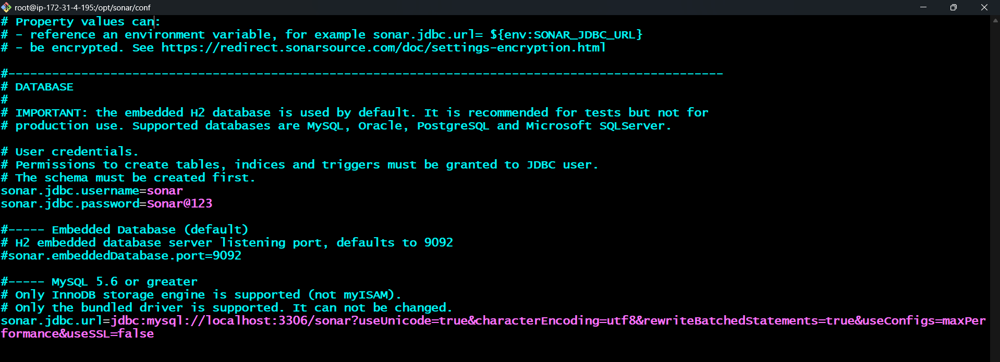 root@ip-172-31-4-195:/opt/sonar/conf
# Property values can:
# - reference an environment variable, for example sonar.jdbc.url= ${env:SONAR_JDBC_URL}
# - be encrypted. See https://redirect.sonarsource.com/doc/settings-encryption.html
#--------------------------------------------------------------------------------------------------
# DATABASE
#
# IMPORTANT: the embedded H2 database is used by default. It is recommended for tests but not for
# production use. Supported databases are MySQL, Oracle, PostgreSQL and Microsoft SQLServer.
# User credentials.
# Permissions to create tables, indices and triggers must be granted to JDBC user.
# The schema must be created first.
sonar.jdbc.username=sonar
sonar.jdbc.password=Sonar@123
#----- Embedded Database (default)
# H2 embedded database server listening port, defaults to 9092
#sonar.embeddedDatabase.port=9092
#----- MySQL 5.6 or greater
# Only InnoDB storage engine is supported (not myISAM).
# Only the bundled driver is supported. It can not be changed.
sonar.jdbc.url=jdbc:mysql://localhost:3306/sonar?useUnicode=true&characterEncoding=utf8&rewriteBatchedStatements=true&useConfigs=maxPer
formance&useSSL=false